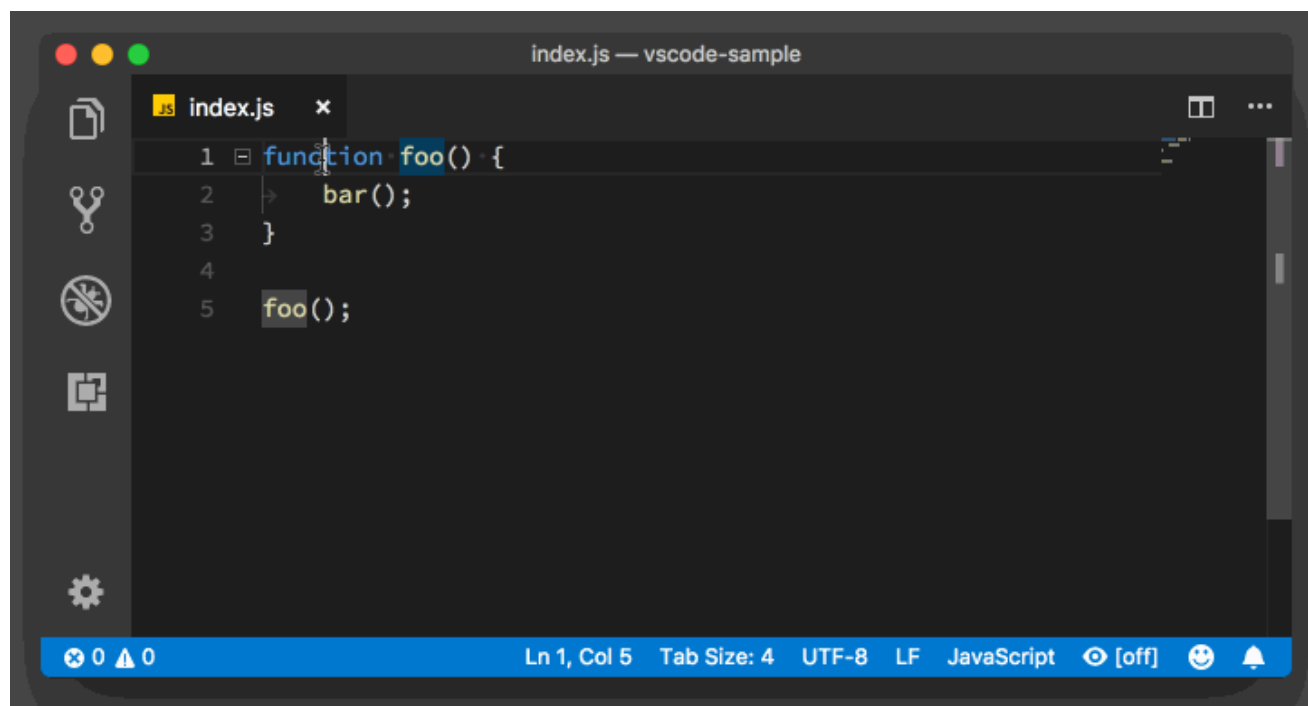 index.js — vscode-sample
JS index.js ×
1 function foo() {
2 bar();
3 }
4
5 foo();
0 0 Ln 1, Col 5 Tab Size: 4 UTF-8 LF JavaScript [off]